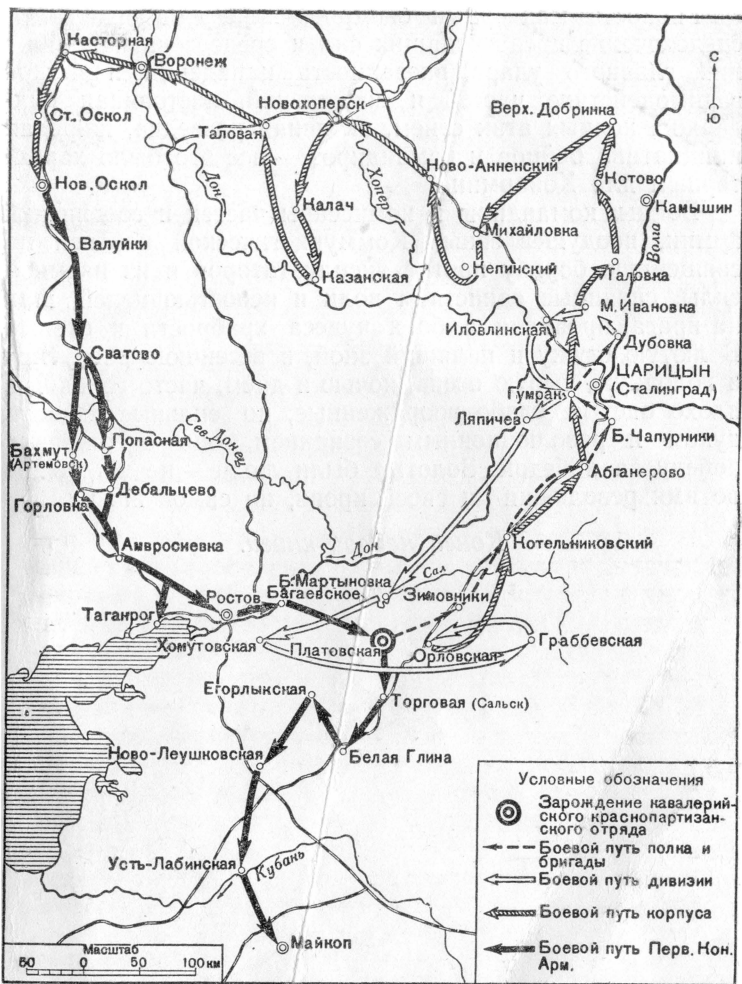 Касторная
Воронеж
Ст. Оскол
Нов. Оскол
Валуйки
Таловая
Новохоперск
Дон
Калач
Хопер
Казанская
Верх. Добринка
Ново-Анненский
Котово
Камышин
Михайловка
Волга
Кепинский
Таловка
М. Ивановка
Иловлинская
Дубовка
ЦАРИЦЫН
(Сталинград)
Гумрак
Ляпичев
Б. Чапурники
Абганерово
Сватово
Сев. Донец
Попасная
Бахмут
(Артемовск)
Дебальцево
Горловка
Амвросиевка
Котельниковский
Дон
Сал
Б. Мартыновка
Зимовники
Ростов
Багаевское
Таганрог
Хомутовская
Платовская
Орловская
Граббевская
Егорлыкская
Торговая (Сальск)
Ново-Леушковская
Белая Глина
Усть-Лабинская
Кубань
Майкоп
Масштаб
50 0 50 100 км
Условные обозначения
Зарождение кавалерий-
ского краснопартизан-
ского отряда
Боевой путь полка и
бригады
Боевой путь дивизии
Боевой путь корпуса
Боевой путь Перв. Кон.
Арм.
С
Ю